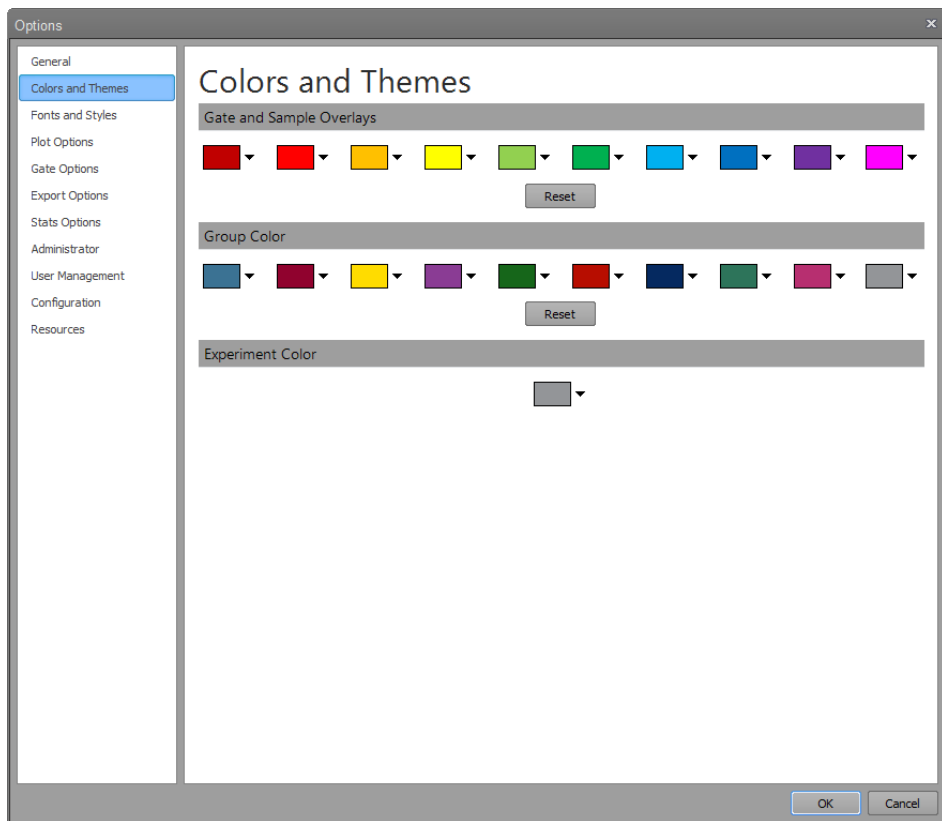 Options
General
Colors and Themes
Fonts and Styles
Plot Options
Gate Options
Export Options
Stats Options
Administrator
User Management
Configuration
Resources
Colors and Themes
Gate and Sample Overlays
Reset
Group Color
Reset
Experiment Color
OK
Cancel